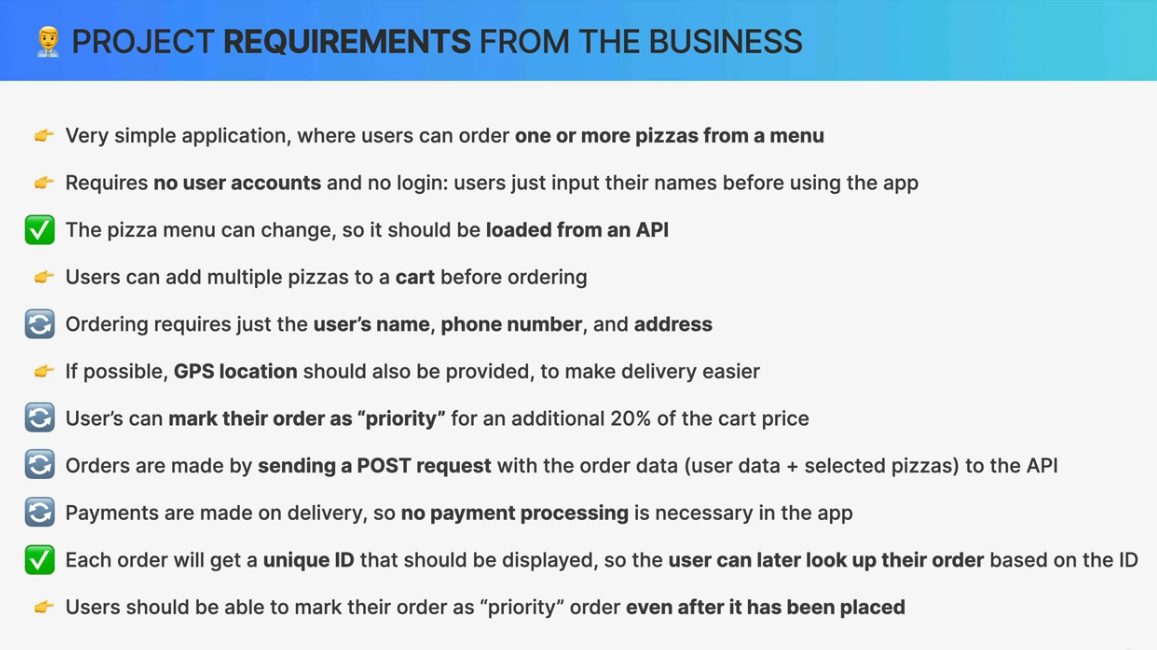 PROJECT REQUIREMENTS FROM THE BUSINESS
Very simple application, where users can order one or more pizzas from a menu
Requires no user accounts and no login: users just input their names before using the app
The pizza menu can change, so it should be loaded from an API
Users can add multiple pizzas to a cart before ordering
Ordering requires just the user’s name, phone number, and address
If possible, GPS location should also be provided, to make delivery easier
User’s can mark their order as “priority” for an additional 20% of the cart price
Orders are made by sending a POST request with the order data (user data + selected pizzas) to the API
Payments are made on delivery, so no payment processing is necessary in the app
Each order will get a unique ID that should be displayed, so the user can later look up their order based on the ID
Users should be able to mark their order as “priority” order even after it has been placed